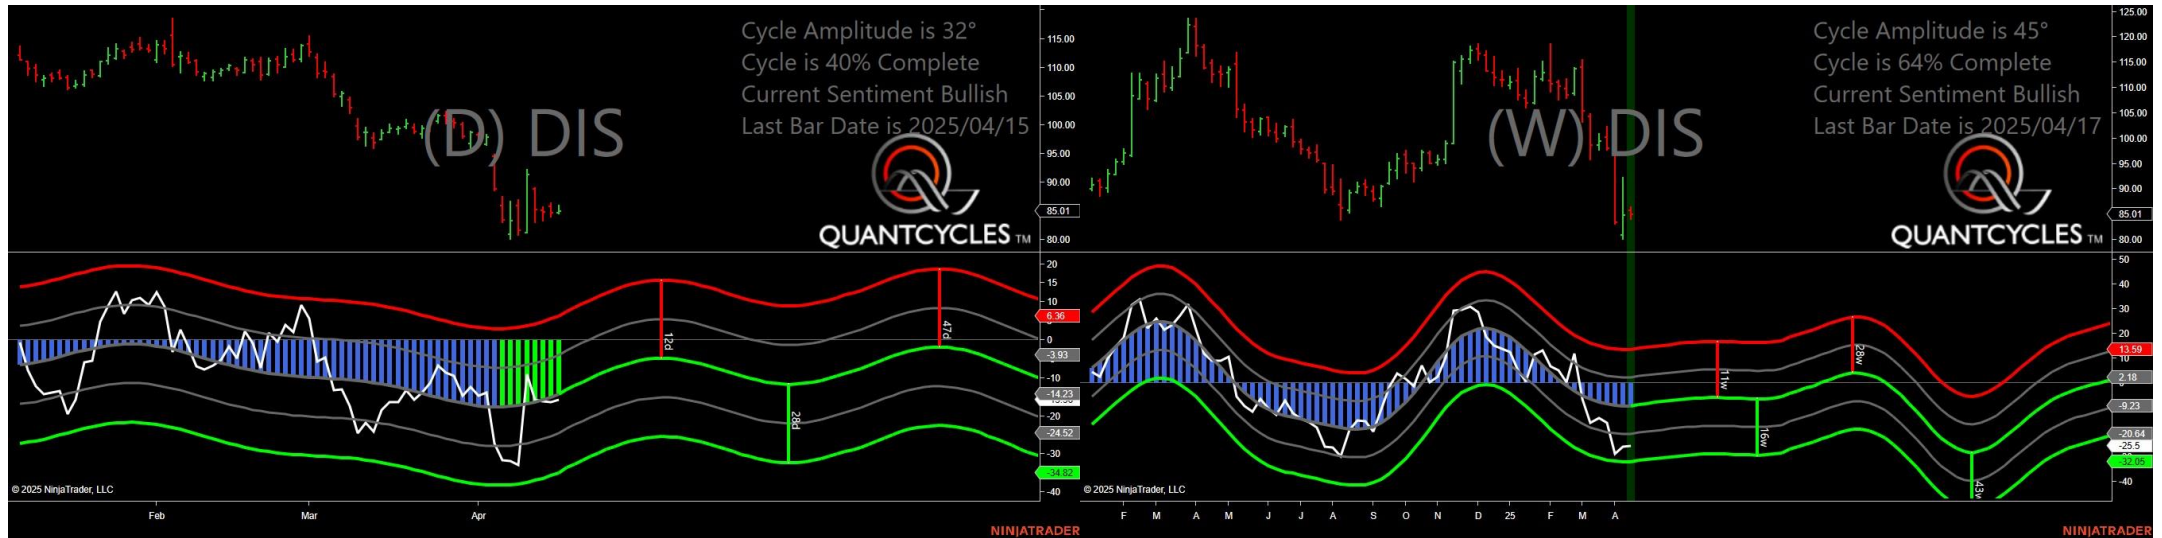 Cycle Amplitude is 32°
Cycle is 40% Complete
Current Sentiment Bullish
Last Bar Date is 2025/04/15
(D) DIS
QUANTCYCLES TM
115.00
110.00
105.00
100.00
95.00
90.00
85.01
80.00
20
15
10
6.36
0
-3.93
-10
-14.23
-20
-24.52
-30
-34.82
-40
12d
28d
47d
© 2025 NinjaTrader, LLC
Feb Mar Apr
NINJATRADER
Cycle Amplitude is 45°
Cycle is 64% Complete
Current Sentiment Bullish
Last Bar Date is 2025/04/17
(W) DIS
QUANTCYCLES TM
125.00
120.00
115.00
110.00
105.00
100.00
95.00
90.00
85.01
80.00
50
40
30
20
13.59
10
2.18
-9.23
-20.64
-25.5
-32.05
-40
11w
16w
28w
43w
© 2025 NinjaTrader, LLC
F M A M J J A S O N D 25 F M A
NINJATRADER